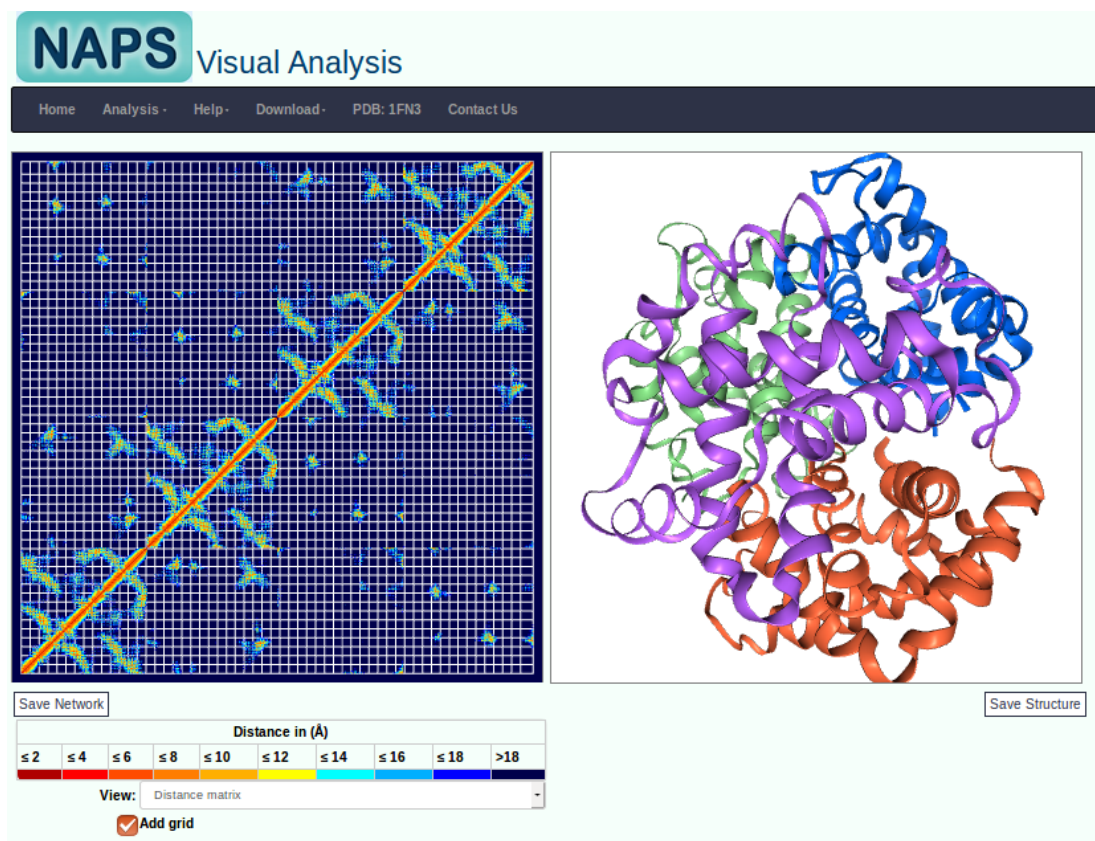 NAPS Visual Analysis
Home Analysis Help Download PDB: 1FN3 Contact Us
Save Network Save Structure
Distance in (Å)
≤ 2 ≤ 4 ≤ 6 ≤ 8 ≤ 10 ≤ 12 ≤ 14 ≤ 16 ≤ 18 >18
View: Distance matrix
Add grid